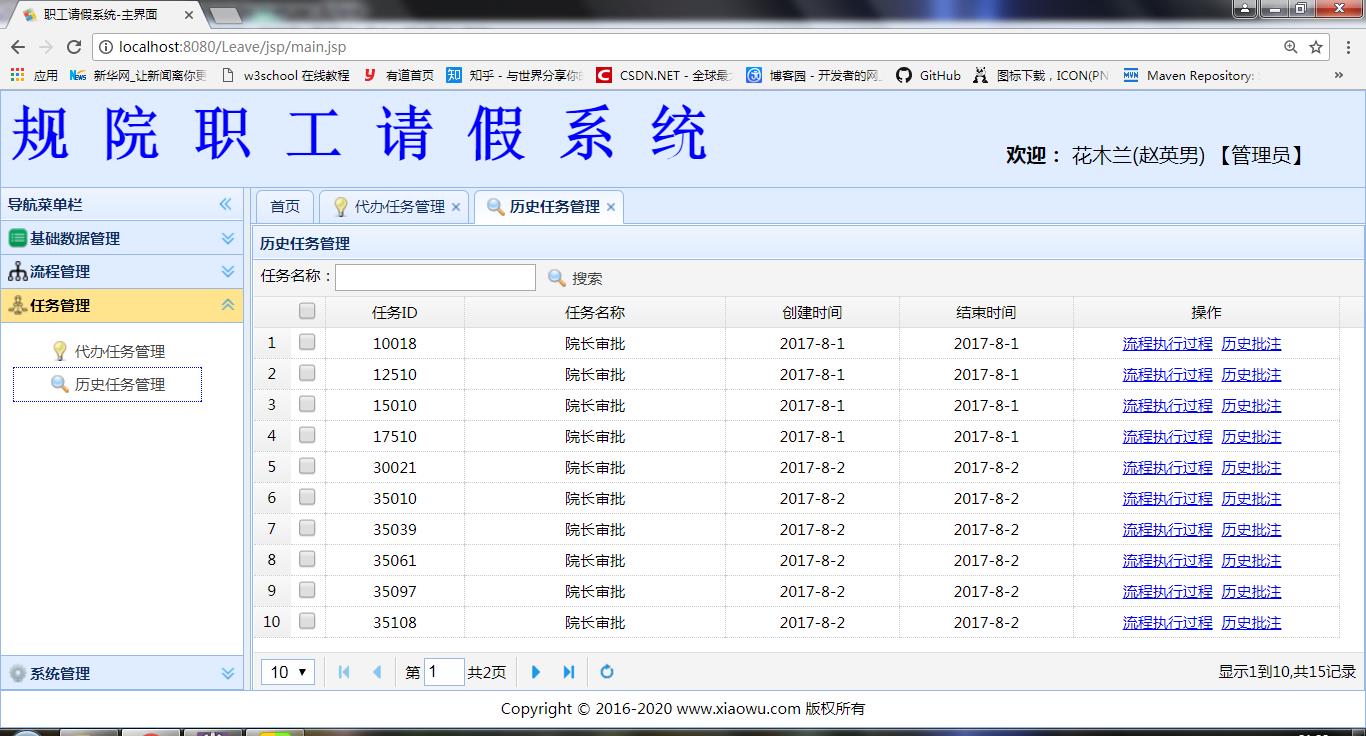 职工请假系统-主界面
localhost:8080/Leave/jsp/main.jsp
应用 新华网_让新闻离你更 w3school 在线教程 有道首页 知 知乎 - 与世界分享你 CSDN.NET - 全球最 博客园 - 开发者的网 GitHub 图标下载，ICON(PN MVN Maven Repository: »
规 院 职 工 请 假 系 统
欢迎： 花木兰(赵英男) 【管理员】
导航菜单栏
基础数据管理
流程管理
任务管理
代办任务管理
历史任务管理
系统管理
首页 代办任务管理 历史任务管理
历史任务管理
任务名称： 搜索
任务ID 任务名称 创建时间 结束时间 操作
1 10018 院长审批 2017-8-1 2017-8-1 流程执行过程 历史批注
2 12510 院长审批 2017-8-1 2017-8-1 流程执行过程 历史批注
3 15010 院长审批 2017-8-1 2017-8-1 流程执行过程 历史批注
4 17510 院长审批 2017-8-1 2017-8-1 流程执行过程 历史批注
5 30021 院长审批 2017-8-2 2017-8-2 流程执行过程 历史批注
6 35010 院长审批 2017-8-2 2017-8-2 流程执行过程 历史批注
7 35039 院长审批 2017-8-2 2017-8-2 流程执行过程 历史批注
8 35061 院长审批 2017-8-2 2017-8-2 流程执行过程 历史批注
9 35097 院长审批 2017-8-2 2017-8-2 流程执行过程 历史批注
10 35108 院长审批 2017-8-2 2017-8-2 流程执行过程 历史批注
10 第 1 共2页 显示1到10,共15记录
Copyright © 2016-2020 www.xiaowu.com 版权所有